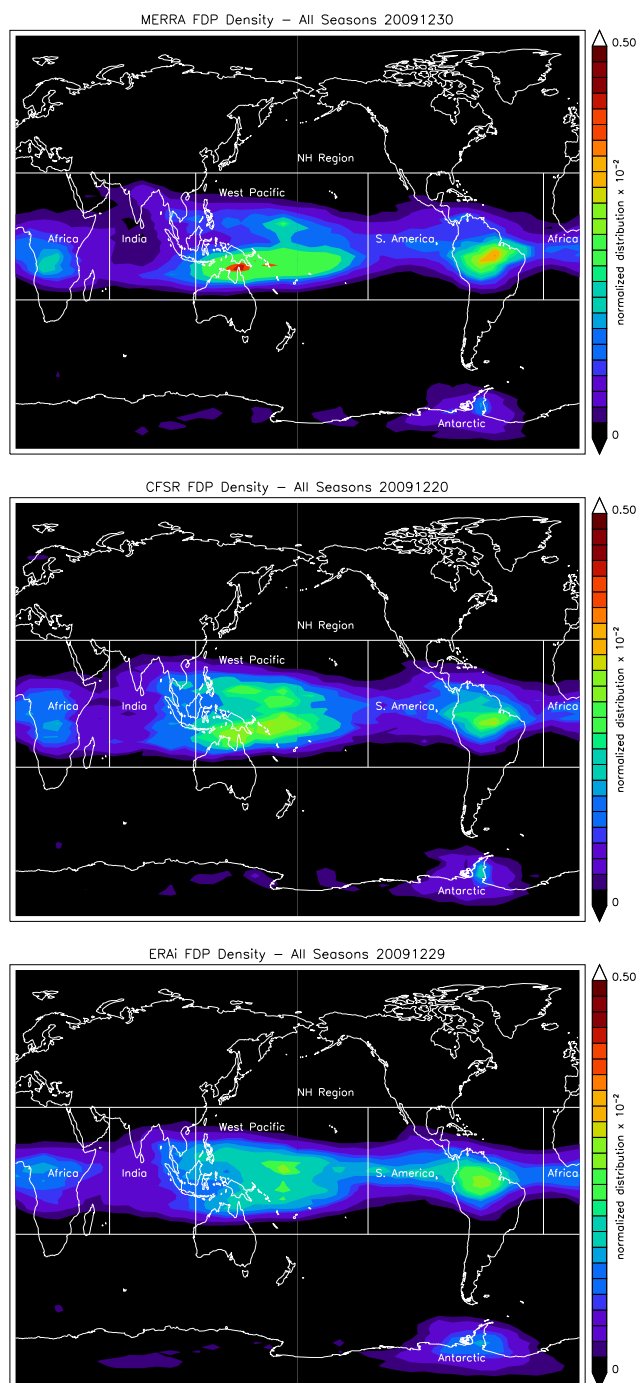 MERRA FDP Density − All Seasons 20091230
0.50
NH Region
West Pacific
Africa
India
S. America
Africa
normalized distribution x 10⁻²
Antarctic
0
CFSR FDP Density − All Seasons 20091220
0.50
NH Region
West Pacific
Africa
India
S. America
Africa
normalized distribution x 10⁻²
Antarctic
0
ERAi FDP Density − All Seasons 20091229
0.50
NH Region
West Pacific
Africa
India
S. America
Africa
normalized distribution x 10⁻²
Antarctic
0